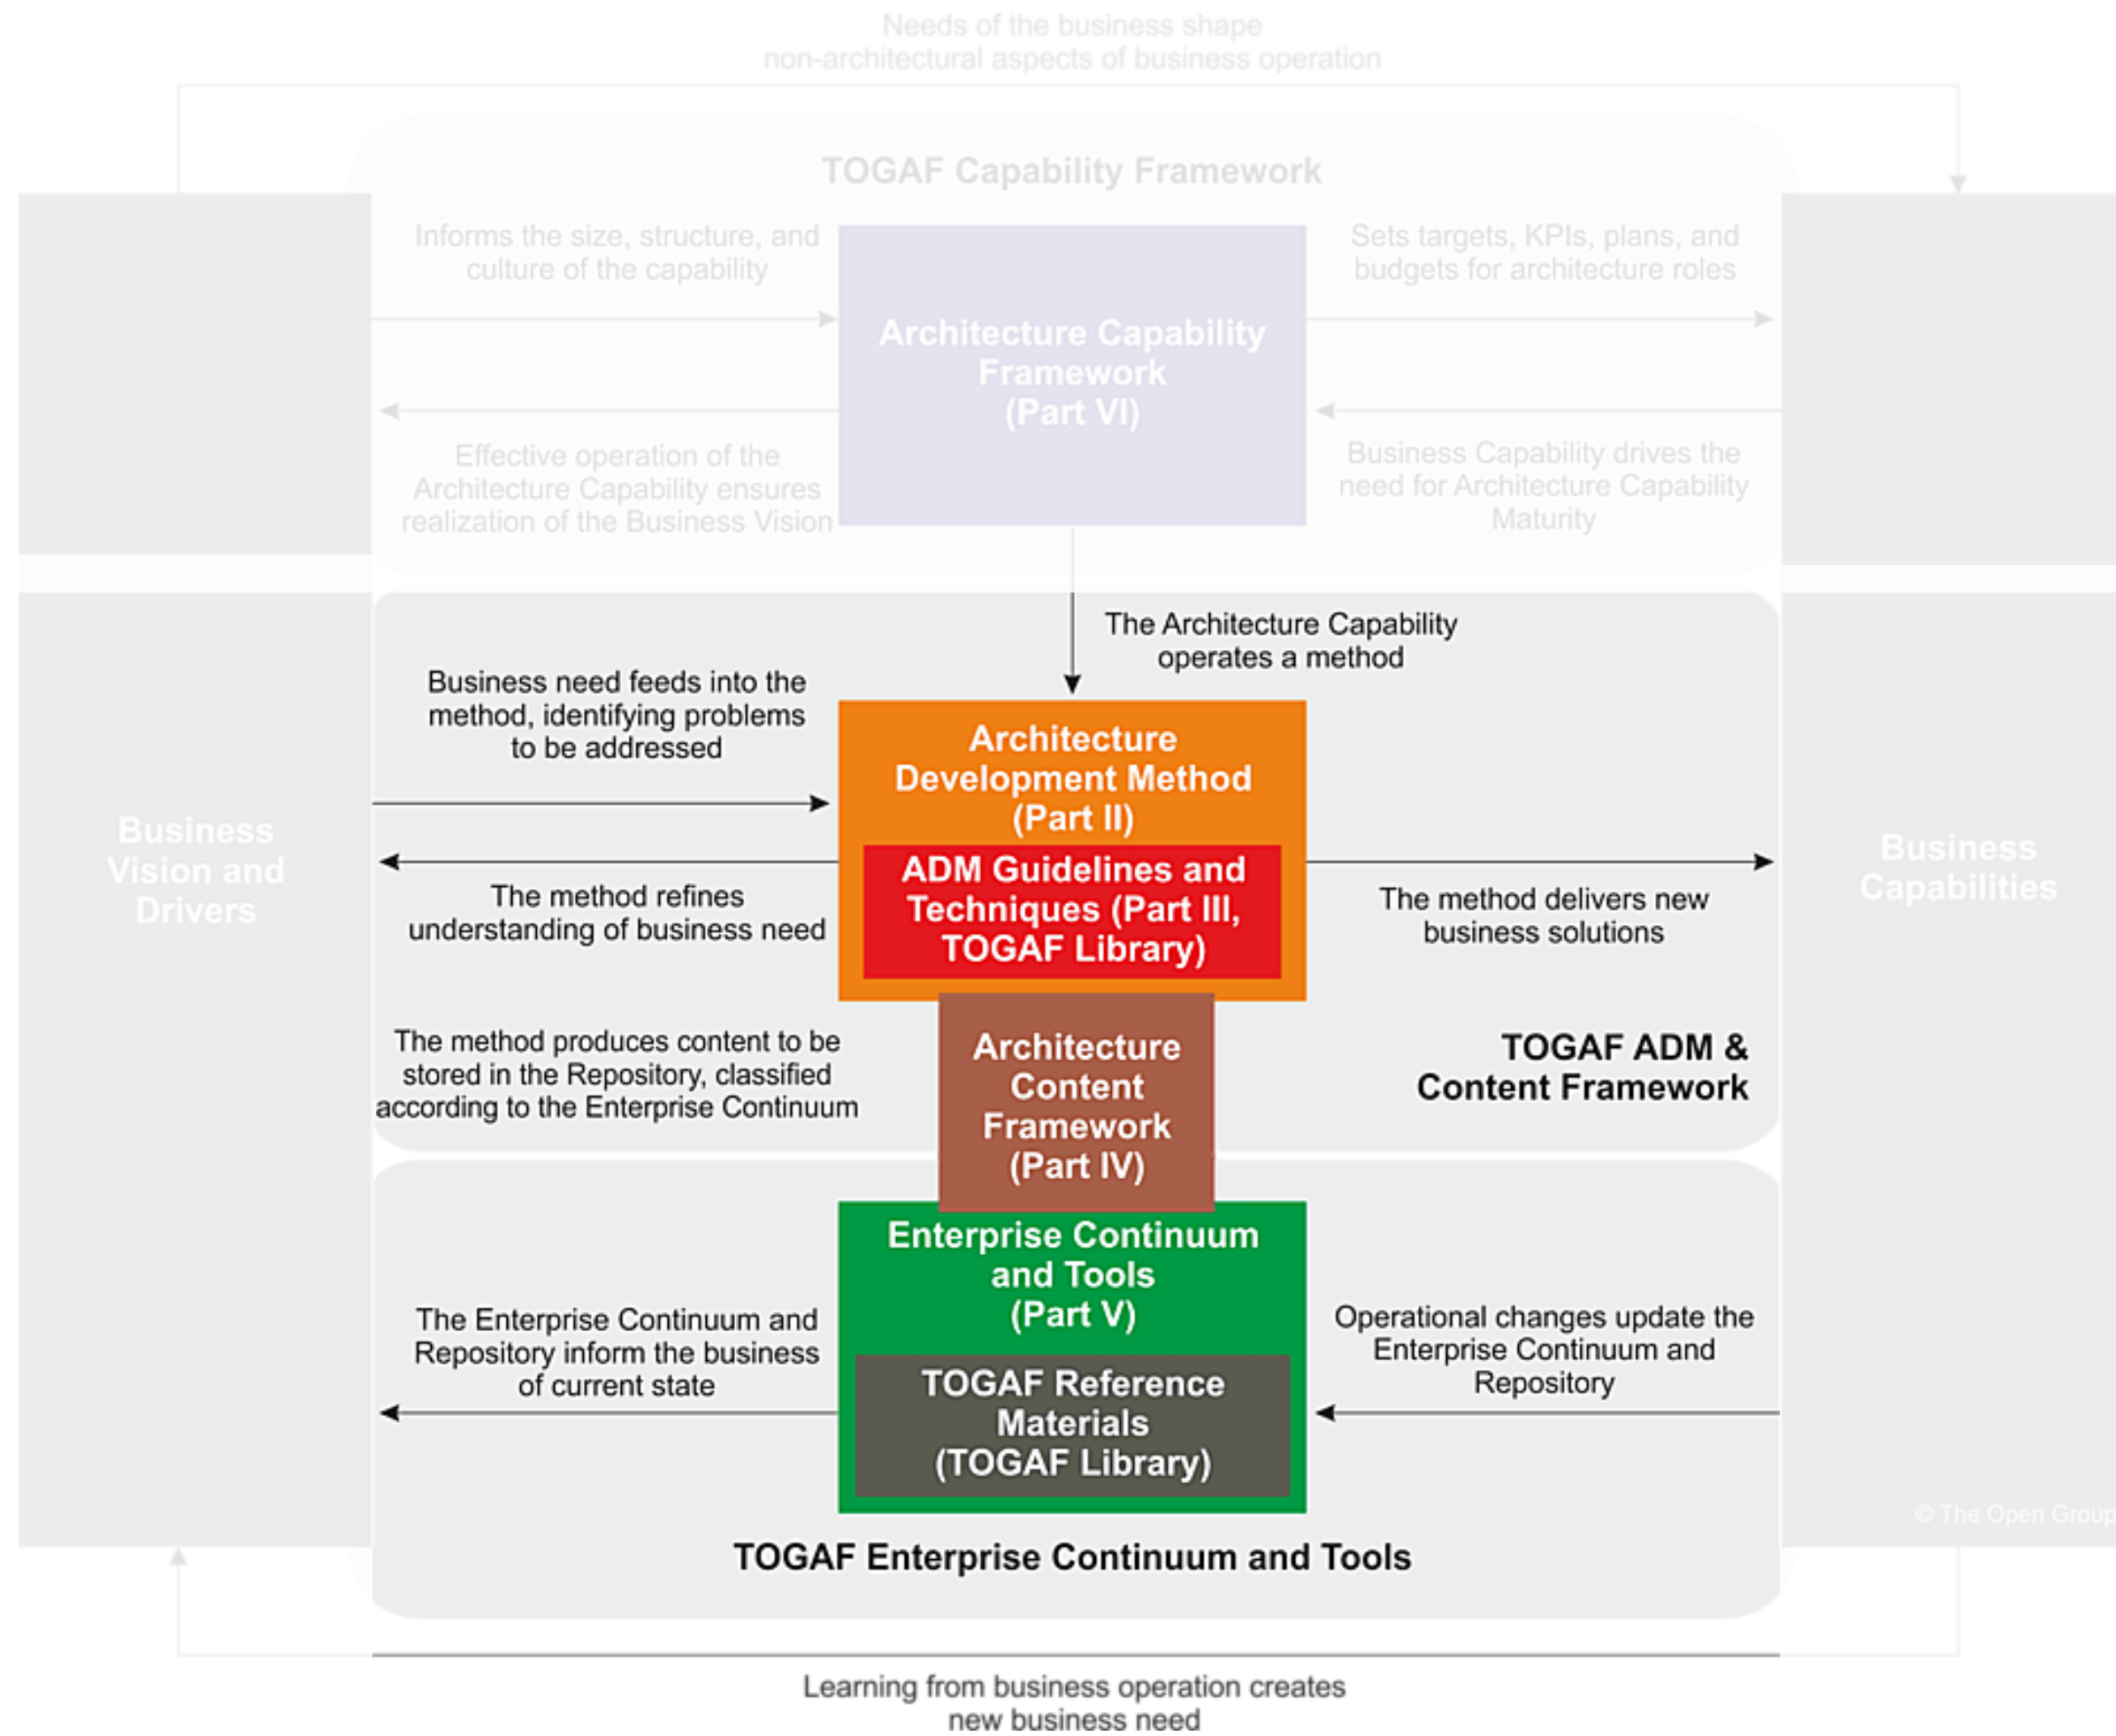 Needs of the business shape
non-architectural aspects of business operation
TOGAF Capability Framework
Informs the size, structure, and
culture of the capability
Architecture Capability
Framework
(Part VI)
Sets targets, KPIs, plans, and
budgets for architecture roles
Effective operation of the
Architecture Capability ensures
realization of the Business Vision
Business Capability drives the
need for Architecture Capability
Maturity
The Architecture Capability
operates a method
Business need feeds into the
method, identifying problems
to be addressed
Architecture
Development Method
(Part II)
ADM Guidelines and
Techniques (Part III,
TOGAF Library)
Business
Vision and
Drivers
Business
Capabilities
The method refines
understanding of business need
The method delivers new
business solutions
The method produces content to be
stored in the Repository, classified
according to the Enterprise Continuum
Architecture
Content
Framework
(Part IV)
TOGAF ADM &
Content Framework
Enterprise Continuum
and Tools
(Part V)
TOGAF Reference
Materials
(TOGAF Library)
The Enterprise Continuum and
Repository inform the business
of current state
Operational changes update the
Enterprise Continuum and
Repository
© The Open Group
TOGAF Enterprise Continuum and Tools
Learning from business operation creates
new business need